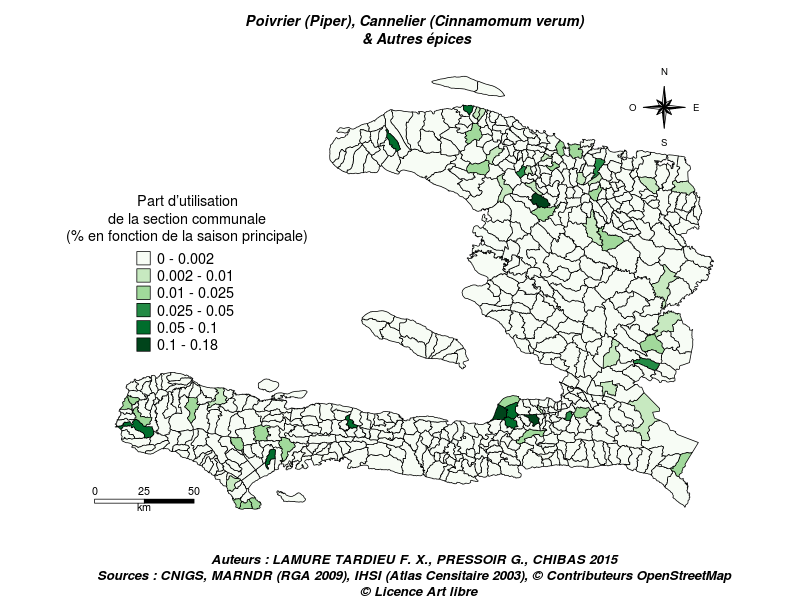 Poivrier (Piper), Cannelier (Cinnamomum verum)
& Autres épices
N
O E
S
Part d'utilisation
de la section communale
(% en fonction de la saison principale)
0 - 0.002
0.002 - 0.01
0.01 - 0.025
0.025 - 0.05
0.05 - 0.1
0.1 - 0.18
0 25 50
km
Auteurs : LAMURE TARDIEU F. X., PRESSOIR G., CHIBAS 2015
Sources : CNIGS, MARNDR (RGA 2009), IHSI (Atlas Censitaire 2003), © Contributeurs OpenStreetMap
© Licence Art libre